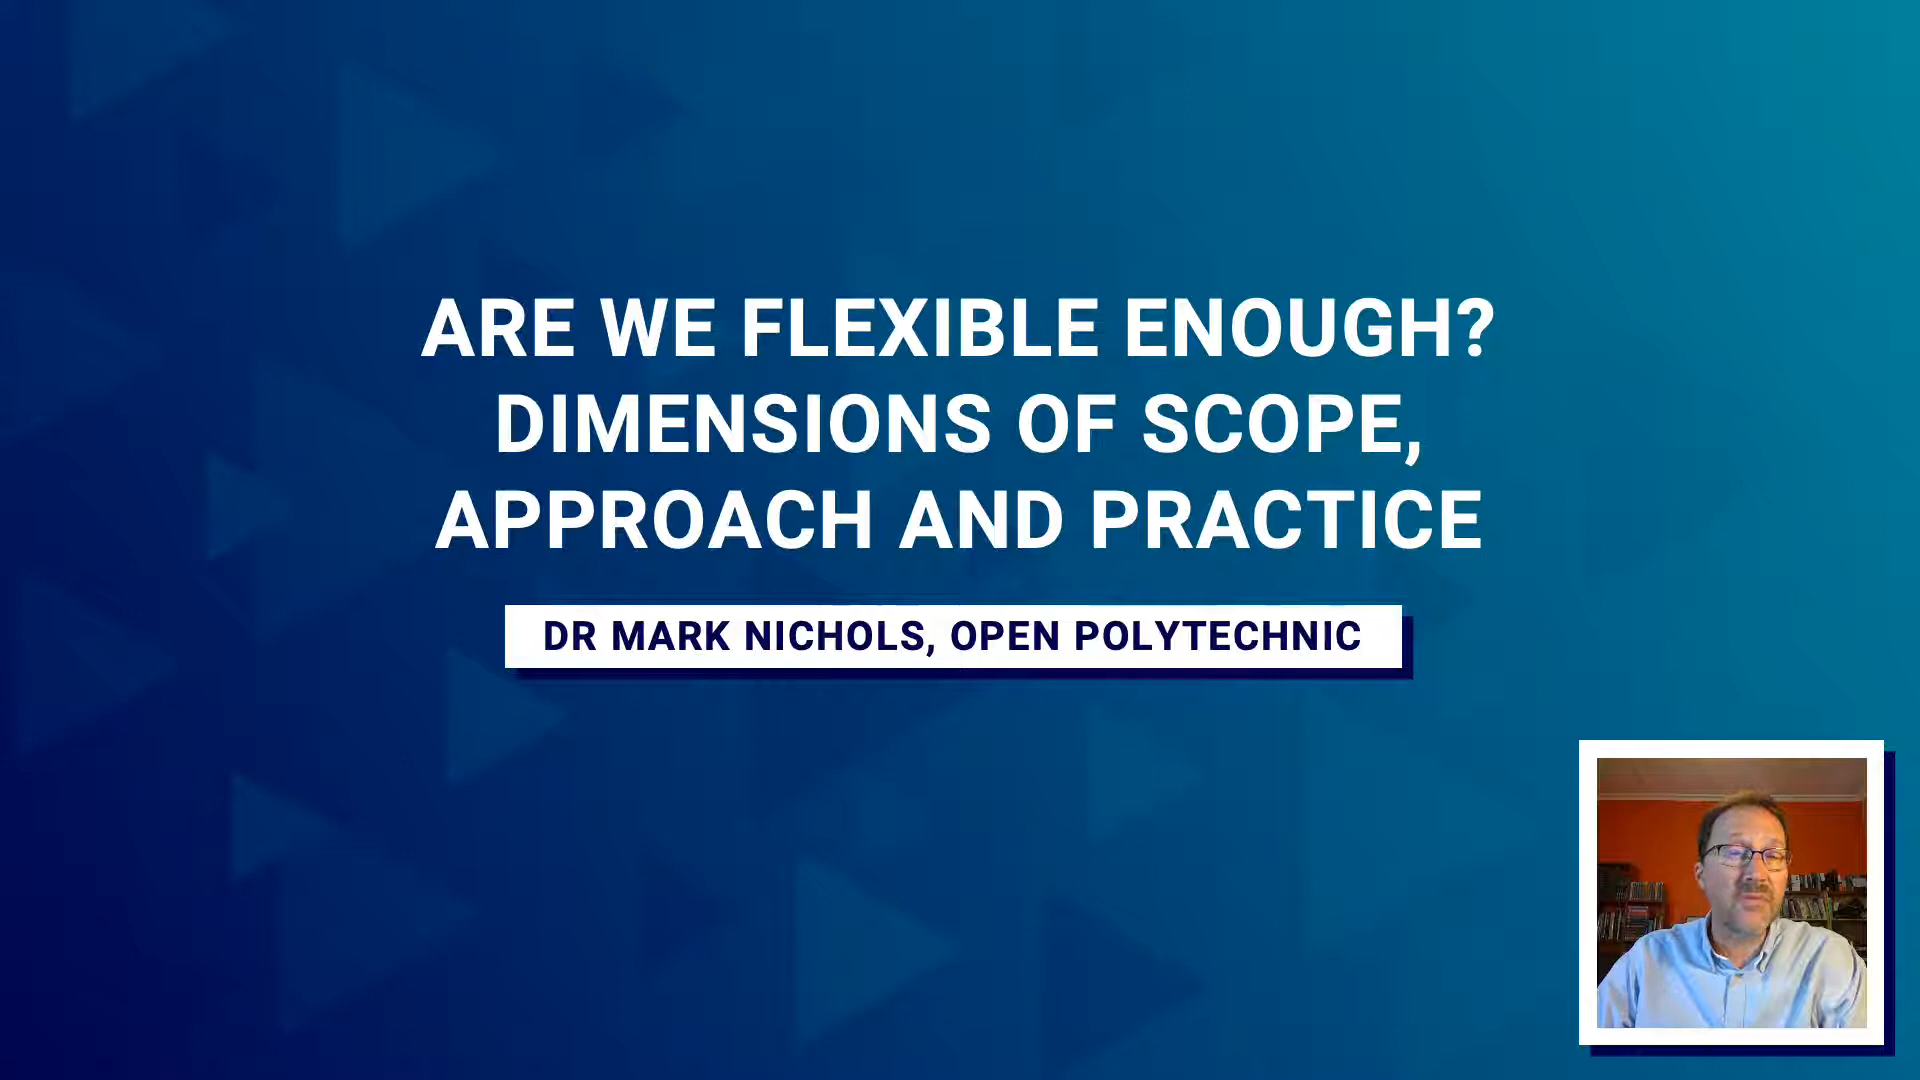 ARE WE FLEXIBLE ENOUGH?
DIMENSIONS OF SCOPE,
APPROACH AND PRACTICE
DR MARK NICHOLS, OPEN POLYTECHNIC